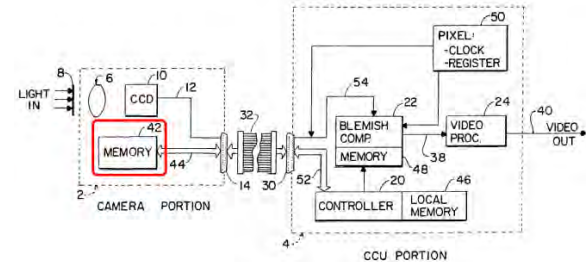 50
PIXEL:
-CLOCK
-REGISTER
8
6
10
12
LIGHT
IN
CCD
32
54
22
24
40
42
MEMORY
44
BLEMISH
COMP.
MEMORY
VIDEO
PROC.
VIDEO
OUT
38
48
2
14
30
52
20
46
CAMERA PORTION
CONTROLLER
LOCAL
MEMORY
4
CCU PORTION